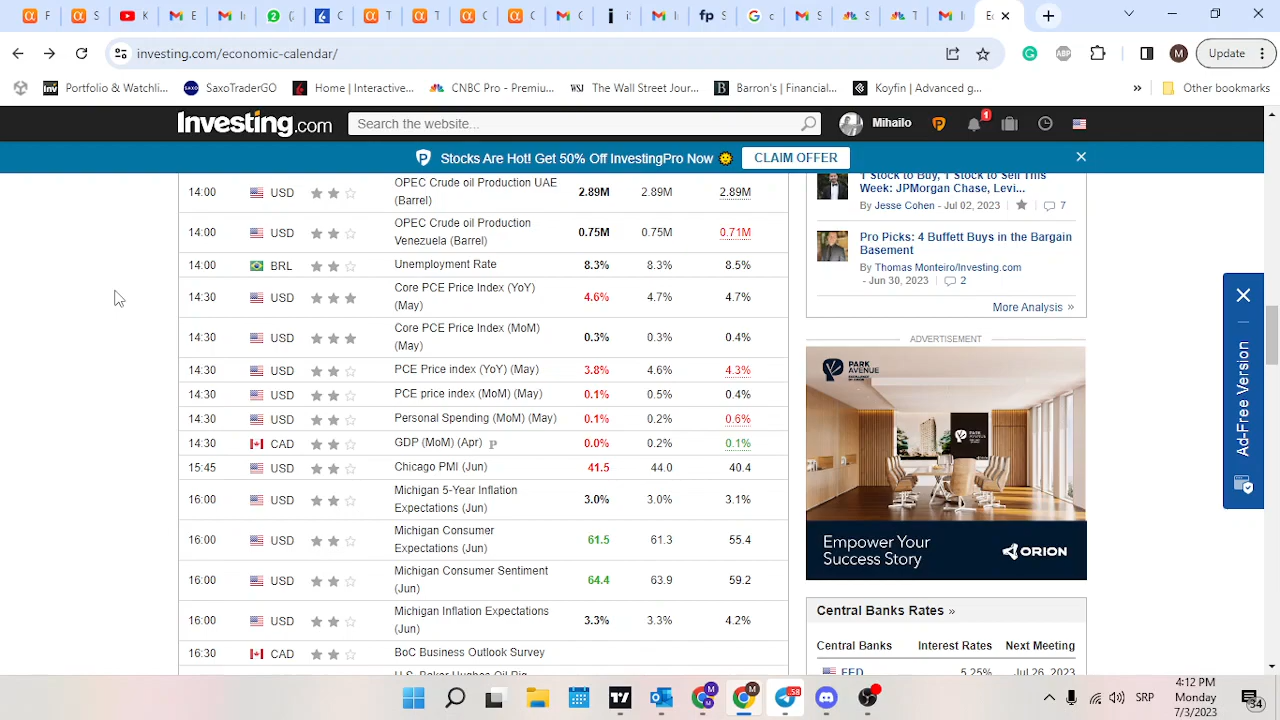 F
T
T
C
C
C
i
S
G
S
S
T
investing.com/economic-calendar/
M
Update
Portfolio & Watchli...
SaxoTraderGO
Home | Interactive...
CNBC Pro - Premiu...
The Wall Street Jour...
Barron's | Financial...
Koyfin | Advanced g...
»
Other bookmarks
Investing.com
Search the website...
Mihailo
1
Stocks Are Hot! Get 50% Off InvestingPro Now
CLAIM OFFER
14:00 USD OPEC Crude oil Production UAE 2.89M 2.89M 2.89M
(Barrel)
14:00 USD OPEC Crude oil Production 0.75M 0.75M 0.71M
Venezuela (Barrel)
14:00 BRL Unemployment Rate 8.3% 8.3% 8.5%
14:30 USD Core PCE Price Index (YoY) 4.6% 4.7% 4.7%
(May)
14:30 USD Core PCE Price Index (MoM) 0.3% 0.3% 0.4%
(May)
14:30 USD PCE Price index (YoY) (May) 3.8% 4.6% 4.3%
14:30 USD PCE price index (MoM) (May) 0.1% 0.5% 0.4%
14:30 USD Personal Spending (MoM) (May) 0.1% 0.2% 0.6%
14:30 CAD GDP (MoM) (Apr) P 0.0% 0.2% 0.1%
15:45 USD Chicago PMI (Jun) 41.5 44.0 40.4
16:00 USD Michigan 5-Year Inflation 3.0% 3.0% 3.1%
Expectations (Jun)
16:00 USD Michigan Consumer 61.5 61.3 55.4
Expectations (Jun)
16:00 USD Michigan Consumer Sentiment 64.4 63.9 59.2
(Jun)
16:00 USD Michigan Inflation Expectations 3.3% 3.3% 4.2%
(Jun)
16:30 CAD BoC Business Outlook Survey
U.S. Baker Hughes Oil Rig
1 Stock to Buy, 1 Stock to Sell This
Week: JPMorgan Chase, Levi...
By Jesse Cohen - Jul 02, 2023 7
Pro Picks: 4 Buffett Buys in the Bargain
Basement
By Thomas Monteiro/Investing.com
- Jun 30, 2023 2
More Analysis »
ADVERTISEMENT
PARK
AVENUE
Empower Your
Success Story
ORION
Central Banks Rates »
Central Banks Interest Rates Next Meeting
FED 5.25% Jul 26, 2023
Ad-Free Version
58
SRP
4:12 PM
Monday
7/3/2023
34